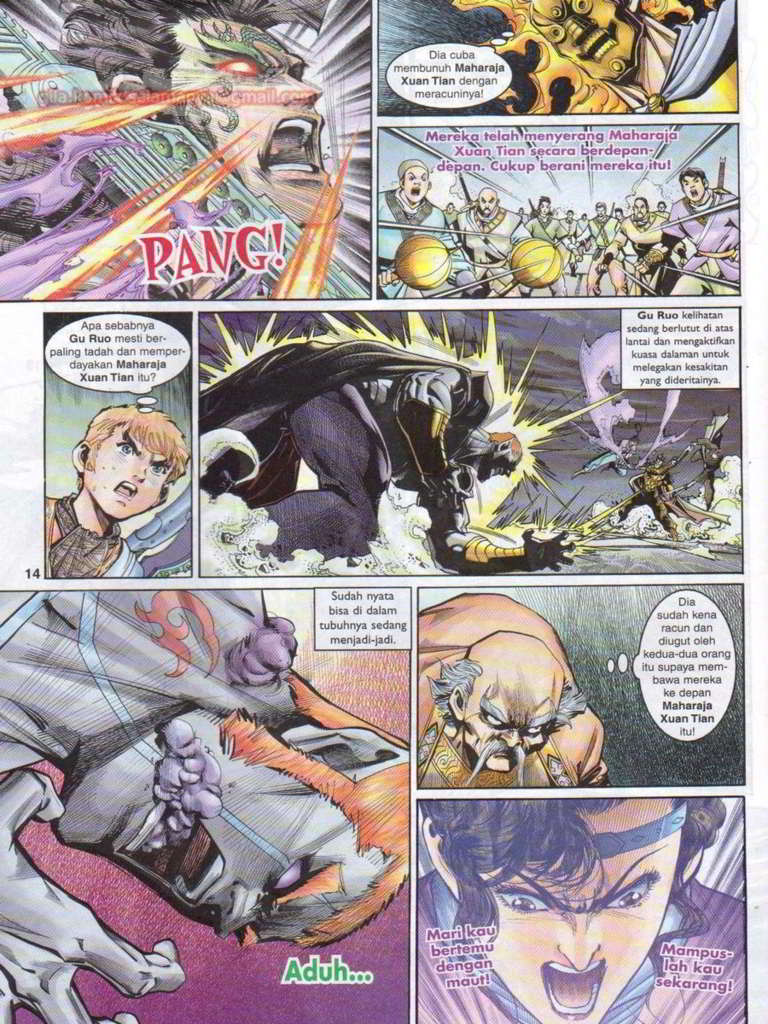 PANG!
Dia cuba
membunuh Maharaja
Xuan Tian dengan
meracuninya!
Mereka telah menyerang Maharaja
Xuan Tian secara berdepan-
depan. Cukup berani mereka itu!
Apa sebabnya
Gu Ruo mesti ber-
paling tadah dan memper-
dayakan Maharaja
Xuan Tian itu?
Gu Ruo kelihatan
sedang berlutut di atas
lantai dan mengaktifkan
kuasa dalaman untuk
melegakan kesakitan
yang dideritainya.
14
Sudah nyata
bisa di dalam
tubuhnya sedang
menjadi-jadi.
Aduh...
Dia
sudah kena
racun dan
diugut oleh
kedua-dua orang
itu supaya mem-
bawa mereka
ke depan
Maharaja
Xuan Tian
itu!
Mari kau
bertemu
dengan
maut!
Mampus-
lah kau
sekarang!